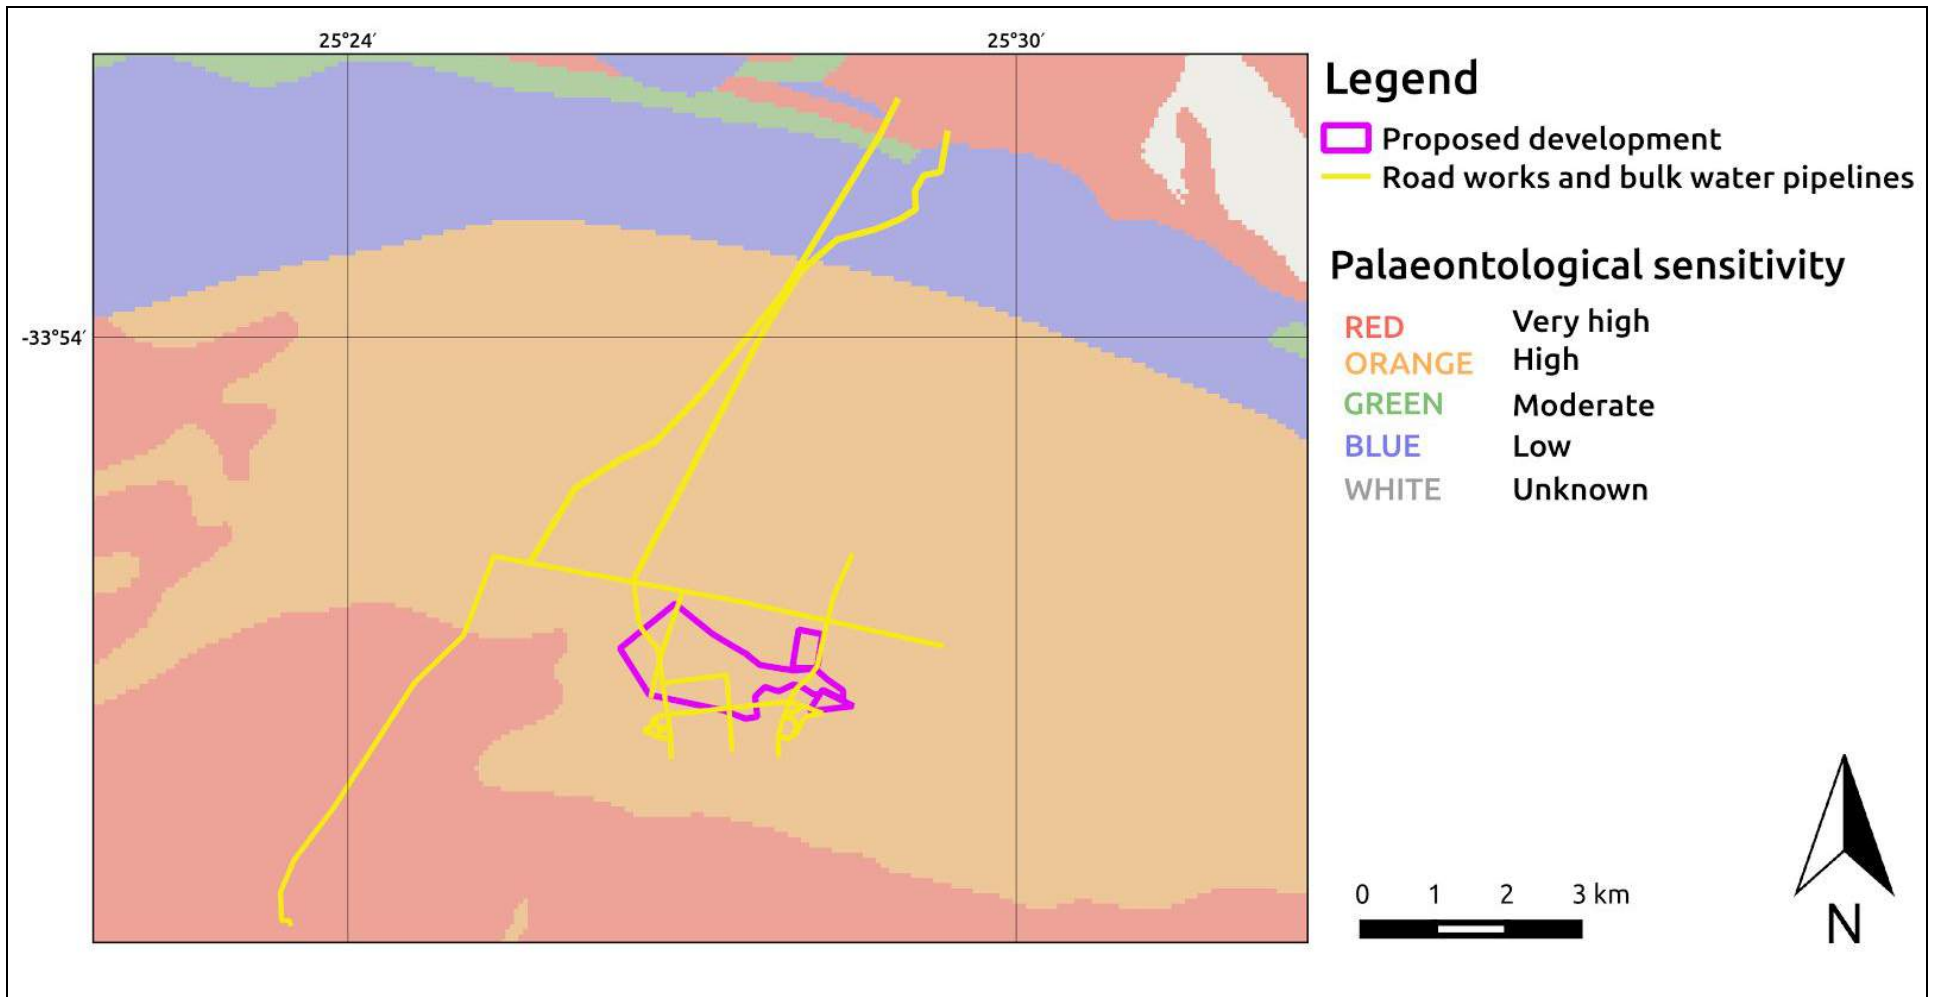 25°24′
25°30′
-33°54′
Legend
Proposed development
Road works and bulk water pipelines
Palaeontological sensitivity
RED Very high
ORANGE High
GREEN Moderate
BLUE Low
WHITE Unknown
0 1 2 3 km
N